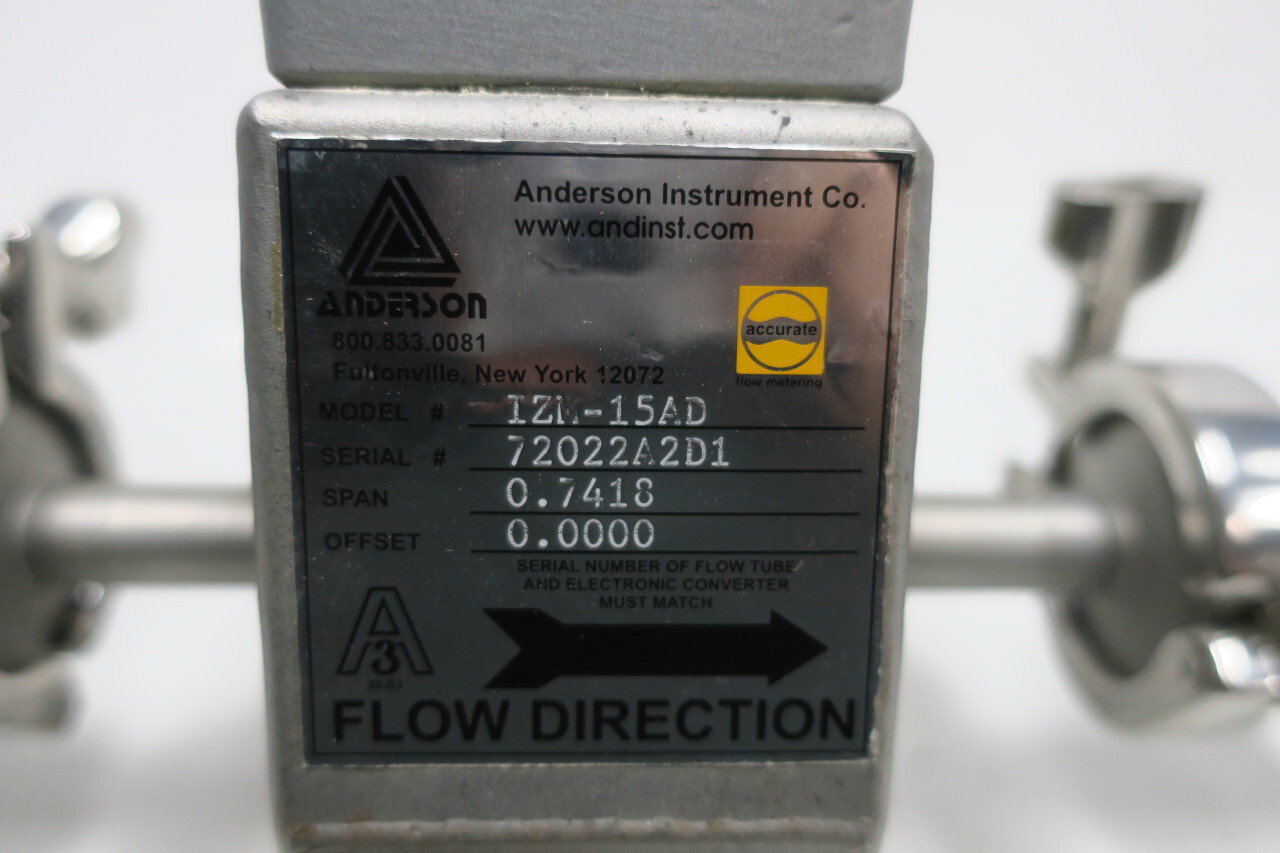 Anderson Instrument Co.
www.andinst.com
ANDERSON
800.833.0081
Fultonville, New York 12072
accurate
flow metering
MODEL # IZM-15AD
SERIAL # 72022A2D1
SPAN 0.7418
OFFSET 0.0000
SERIAL NUMBER OF FLOW TUBE
AND ELECTRONIC CONVERTER
MUST MATCH
A
3
FLOW DIRECTION